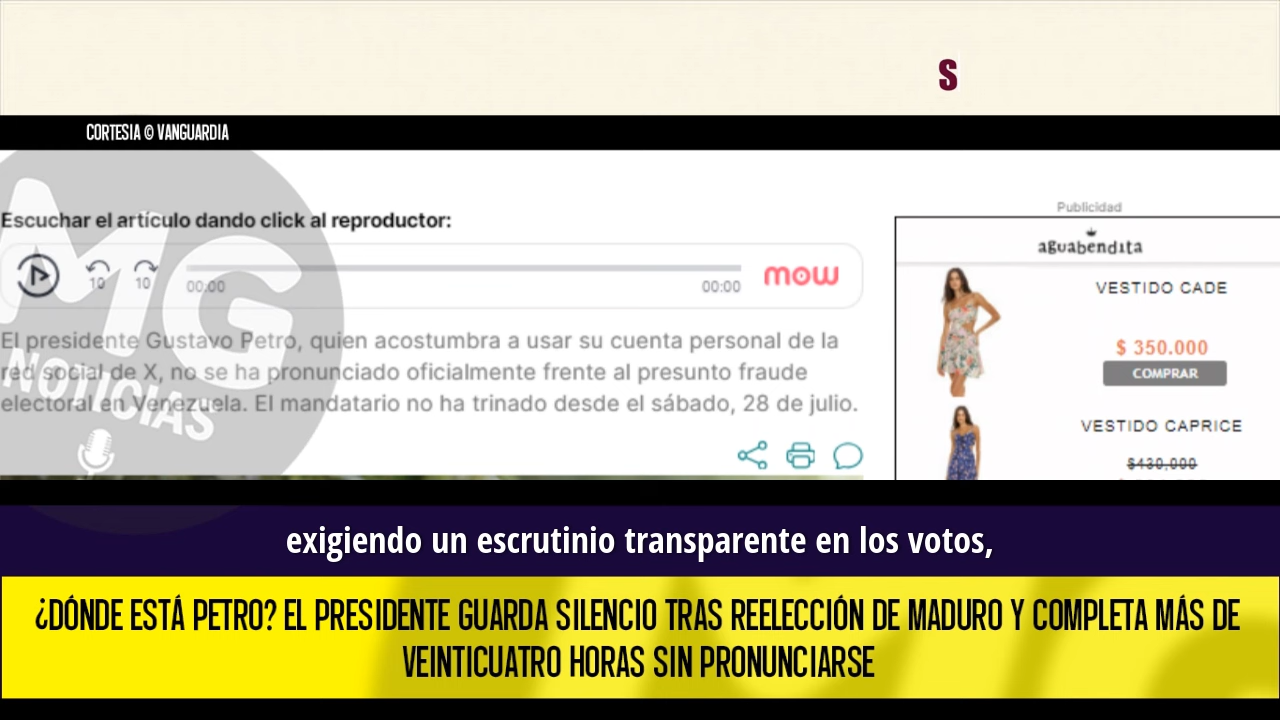 S
CORTESIA © VANGUARDIA
Escuchar el artículo dando click al reproductor:
10
10
00:00
00:00
mow
El presidente Gustavo Petro, quien acostumbra a usar su cuenta personal de la
red social de X, no se ha pronunciado oficialmente frente al presunto fraude
electoral en Venezuela. El mandatario no ha trinado desde el sábado, 28 de julio.
MG
NOTICIAS
Publicidad
aguabendita
VESTIDO CADE
$ 350.000
COMPRAR
VESTIDO CAPRICE
$430,000
exigiendo un escrutinio transparente en los votos,
¿DÓNDE ESTÁ PETRO? EL PRESIDENTE GUARDA SILENCIO TRAS REELECCIÓN DE MADURO Y COMPLETA MÁS DE
VEINTICUATRO HORAS SIN PRONUNCIARSE